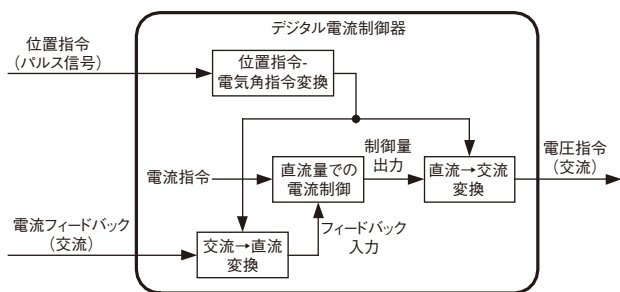 デジタル電流制御器
位置指令
（パルス信号）
位置指令-
電気角指令変換
電流指令
直流量での
電流制御
制御量
出力
直流→交流
変換
電圧指令
（交流）
電流フィードバック
（交流）
交流→直流
変換
フィードバック
入力